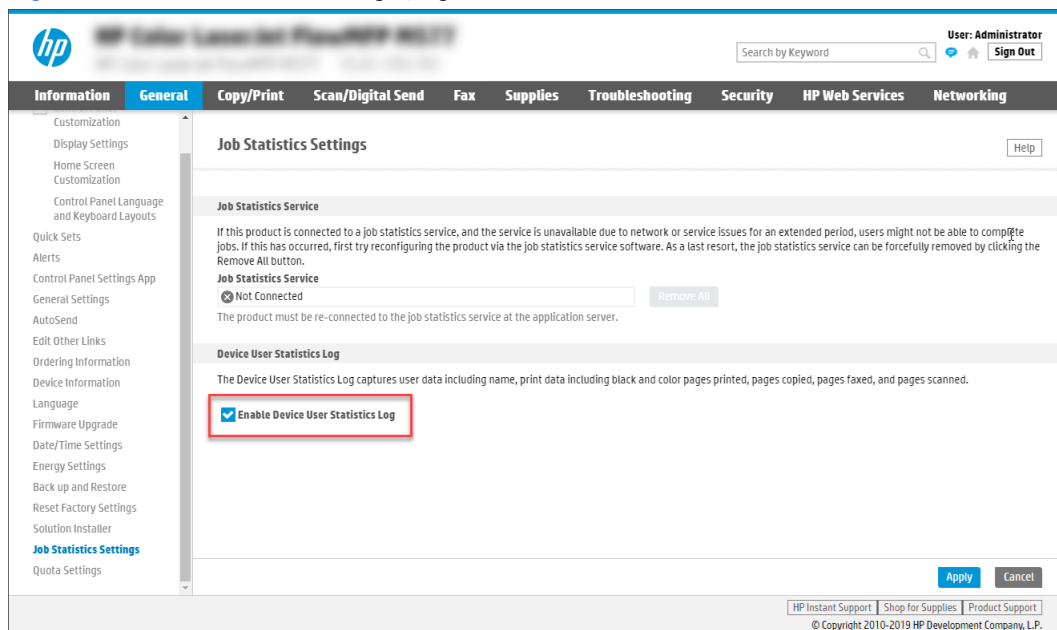 hp
User: Administrator
Search by Keyword
Sign Out
Information General Copy/Print Scan/Digital Send Fax Supplies Troubleshooting Security HP Web Services Networking
Customization
Display Settings
Home Screen
Customization
Control Panel Language
and Keyboard Layouts
Quick Sets
Alerts
Control Panel Settings App
General Settings
AutoSend
Edit Other Links
Ordering Information
Device Information
Language
Firmware Upgrade
Date/Time Settings
Energy Settings
Back up and Restore
Reset Factory Settings
Solution Installer
Job Statistics Settings
Quota Settings
Job Statistics Settings
Help
Job Statistics Service
If this product is connected to a job statistics service, and the service is unavailable due to network or service issues for an extended period, users might not be able to complete
jobs. If this has occurred, first try reconfiguring the product via the job statistics service software. As a last resort, the job statistics service can be forcefully removed by clicking the
Remove All button.
Job Statistics Service
Not Connected
Remove All
The product must be re-connected to the job statistics service at the application server.
Device User Statistics Log
The Device User Statistics Log captures user data including name, print data including black and color pages printed, pages copied, pages faxed, and pages scanned.
Enable Device User Statistics Log
Apply Cancel
HP Instant Support Shop for Supplies Product Support
© Copyright 2010-2019 HP Development Company, L.P.